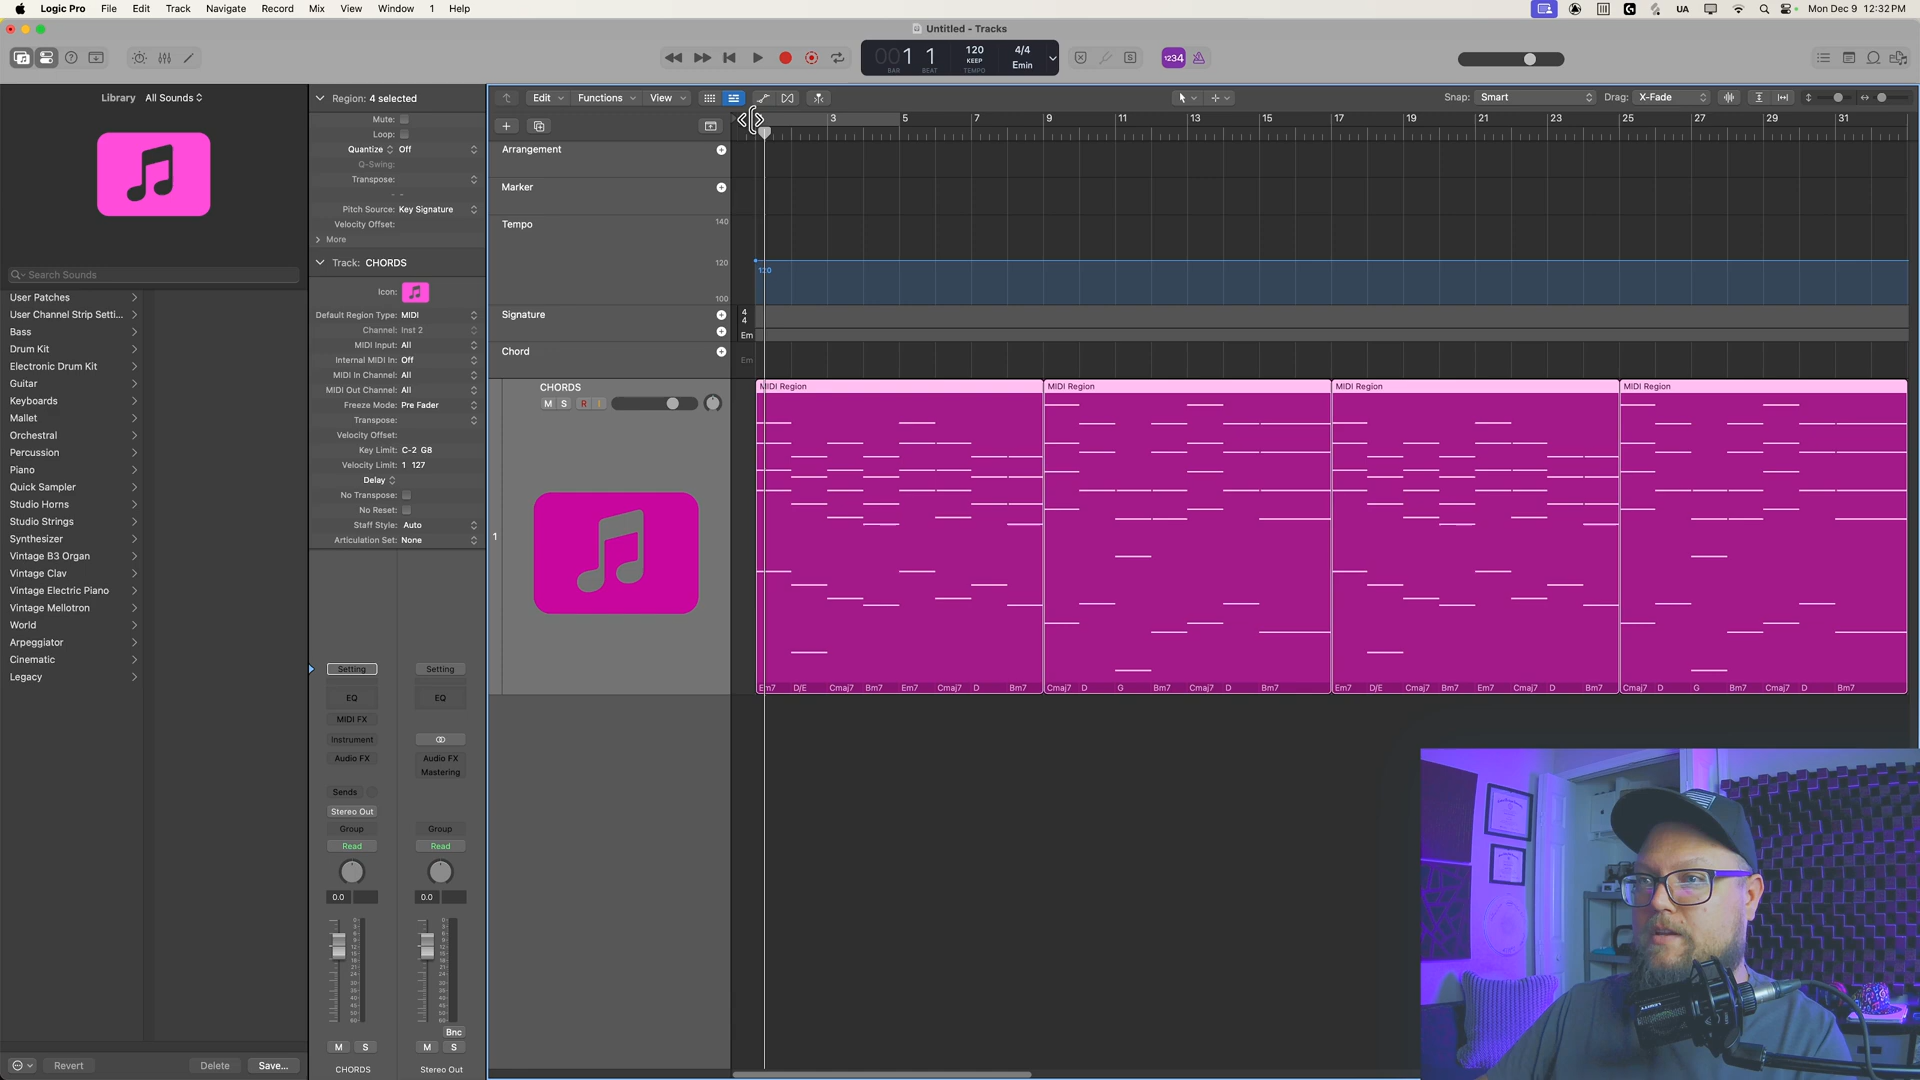 Logic Pro File Edit Track Navigate Record Mix View Window 1 Help
UA Mon Dec 9 12:32 PM
Untitled - Tracks
001 1
BAR BEAT
120
KEEP
TEMPO
4/4
Emin
1234
Library All Sounds
Search Sounds
User Patches
User Channel Strip Setti...
Bass
Drum Kit
Electronic Drum Kit
Guitar
Keyboards
Mallet
Orchestral
Percussion
Piano
Quick Sampler
Studio Horns
Studio Strings
Synthesizer
Vintage B3 Organ
Vintage Clav
Vintage Electric Piano
Vintage Mellotron
World
Arpeggiator
Cinematic
Legacy
Revert Delete Save...
Region: 4 selected
Mute:
Loop:
Quantize Off
Q-Swing:
Transpose:
- -
Pitch Source: Key Signature
Velocity Offset:
More
Track: CHORDS
Icon:
Default Region Type: MIDI
Channel: Inst 2
MIDI Input: All
Internal MIDI In: Off
MIDI In Channel: All
MIDI Out Channel: All
Freeze Mode: Pre Fader
Transpose:
Velocity Offset:
Key Limit: C-2 G8
Velocity Limit: 1 127
Delay
No Transpose:
No Reset:
Staff Style: Auto
Articulation Set: None
Setting Setting
EQ EQ
MIDI FX
Instrument
Audio FX Audio FX
Mastering
Sends
Stereo Out
Group Group
Read Read
0.0 0.0
Bnc
M S M S
CHORDS Stereo Out
Edit Functions View
Snap: Smart Drag: X-Fade
3 5 7 9 11 13 15 17 19 21 23 25 27 29 31
Arrangement
Marker
Tempo
140
120
100
120
Signature
4
4
Em
Chord
Em
1
CHORDS
M S R I
MIDI Region MIDI Region MIDI Region MIDI Region
Em7 D/E Cmaj7 Bm7 Em7 Cmaj7 D Bm7 Cmaj7 D G Bm7 Cmaj7 D Bm7 Em7 D/E Cmaj7 Bm7 Em7 Cmaj7 D Bm7 Cmaj7 D G Bm7 Cmaj7 D Bm7